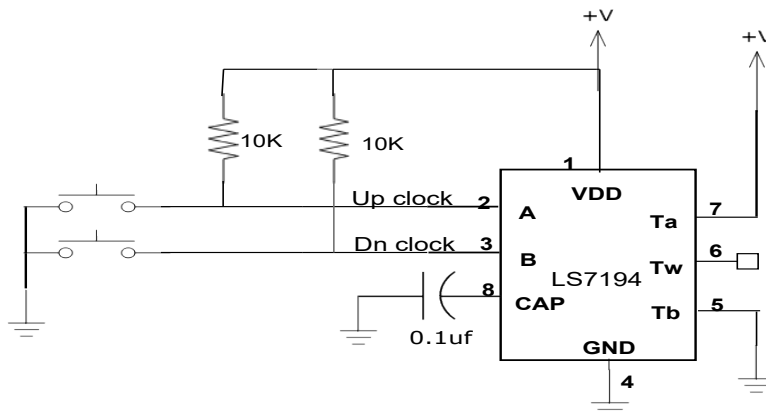 +V
+V
10K
10K
1
VDD
Up clock
2
A
Ta
7
Dn clock
3
B
Tw
6
LS7194
8
CAP
Tb
5
0.1uf
GND
4